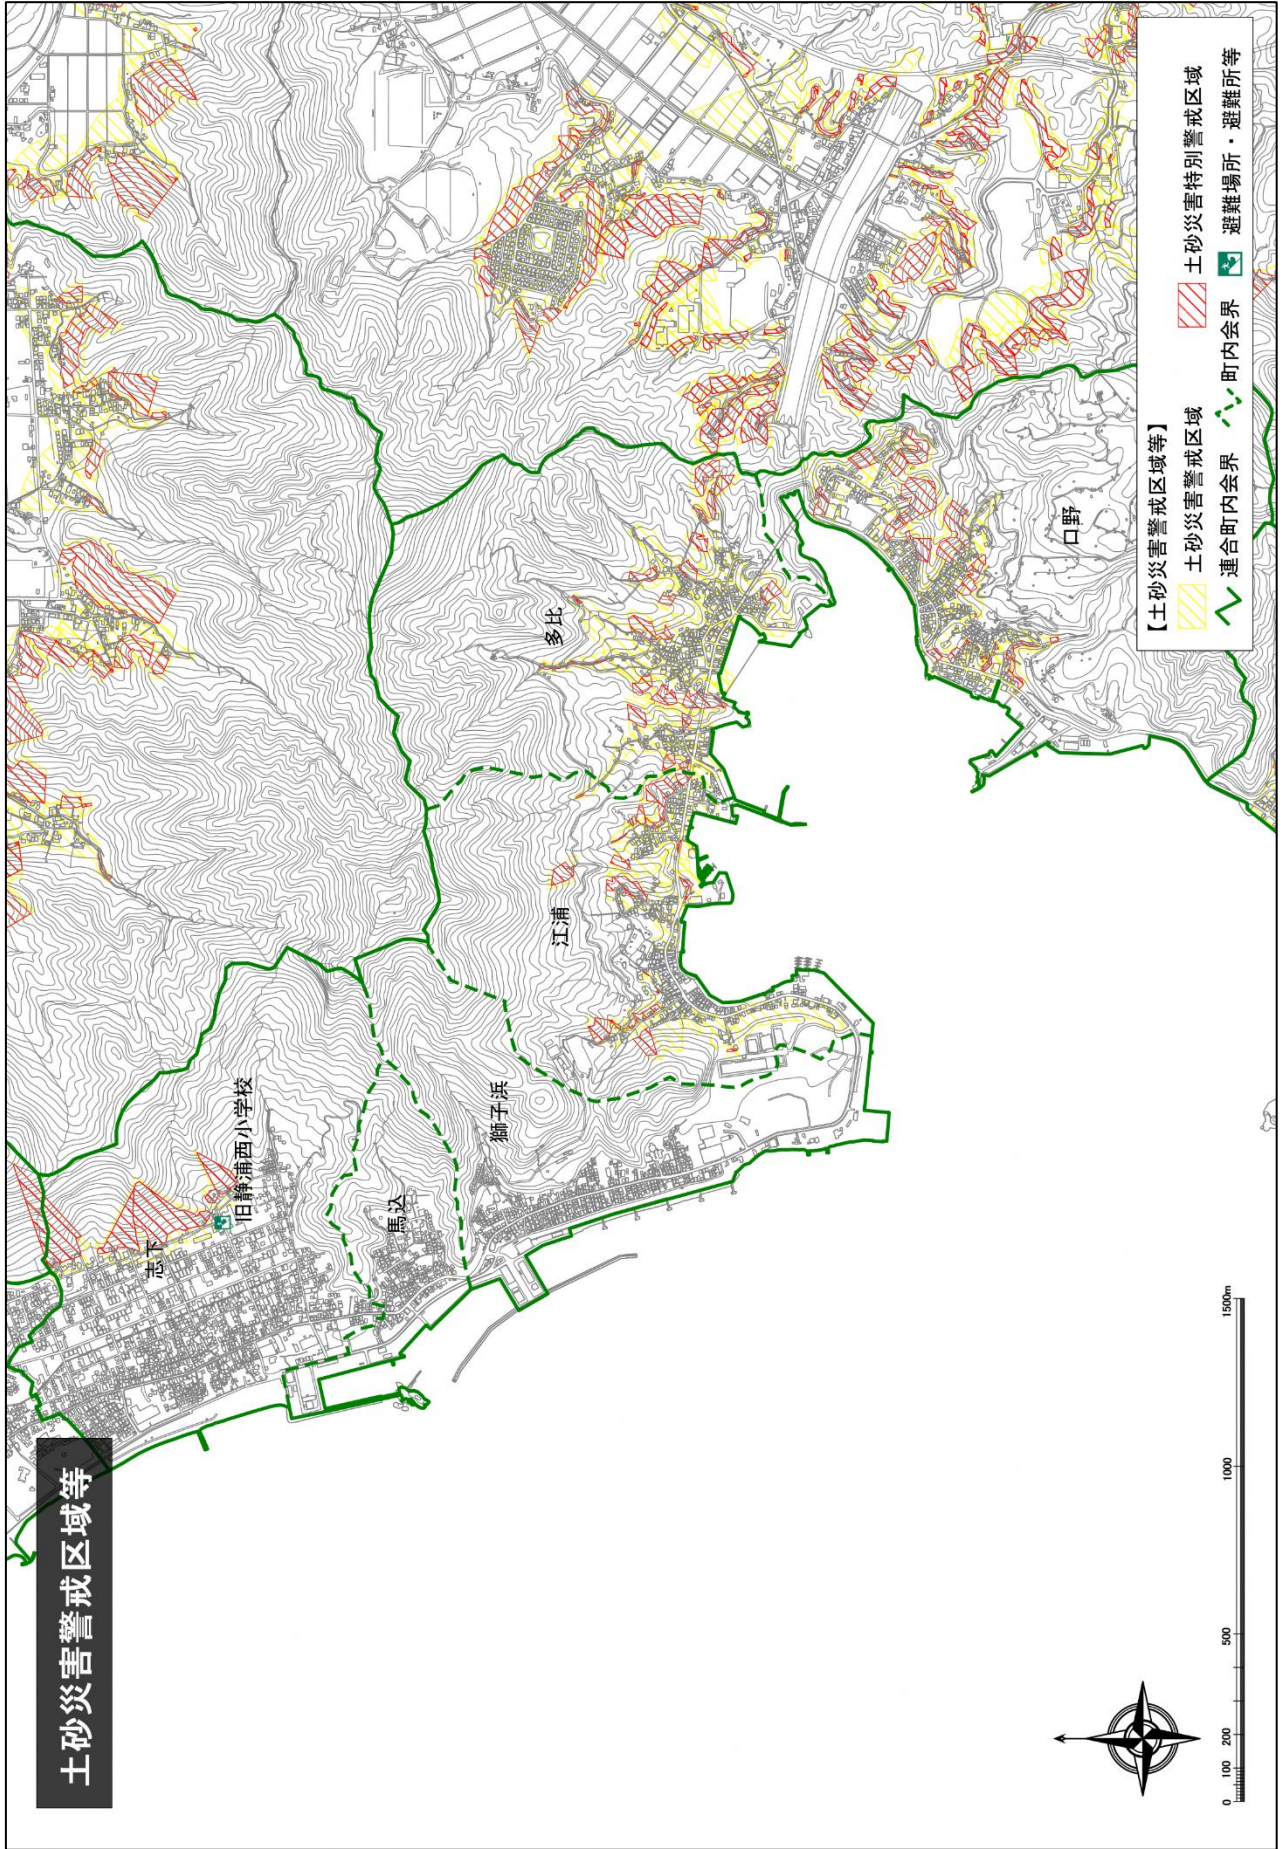 土砂災害警戒区域等
志下
旧静浦西小学校
馬込
獅子浜
江浦
多比
口野
【土砂災害警戒区域等】
土砂災害警戒区域 土砂災害特別警戒区域
連合町内会界 町内会界 避難場所・避難所等
0 100 200 500 1000 1500m